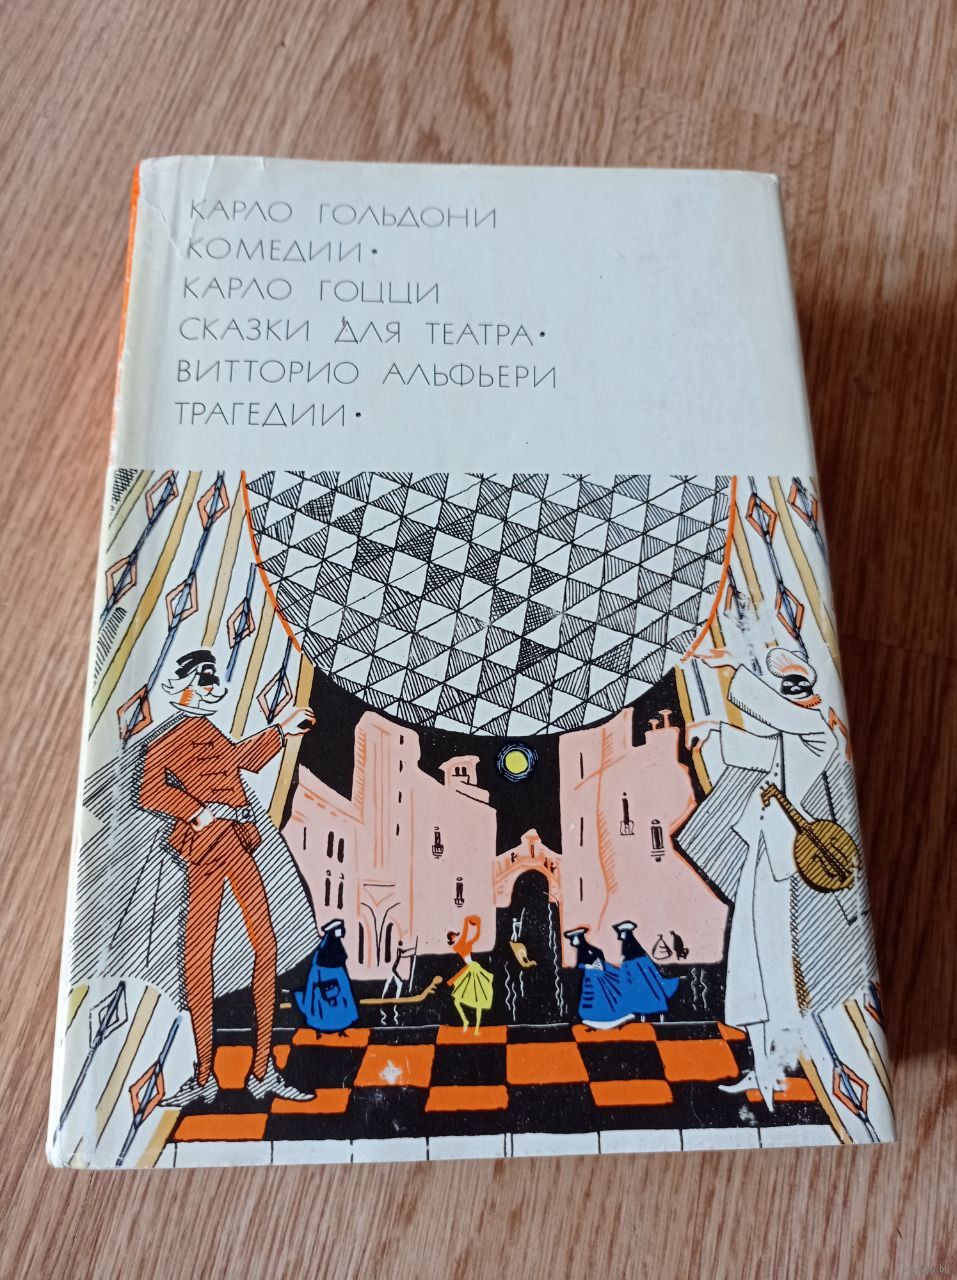 КАРЛО ГОЛЬДОНИ
КОМЕДИИ •
КАРЛО ГОЦЦИ
СКАЗКИ ДЛЯ ТЕАТРА •
ВИТТОРИО АЛЬФЬЕРИ
ТРАГЕДИИ •